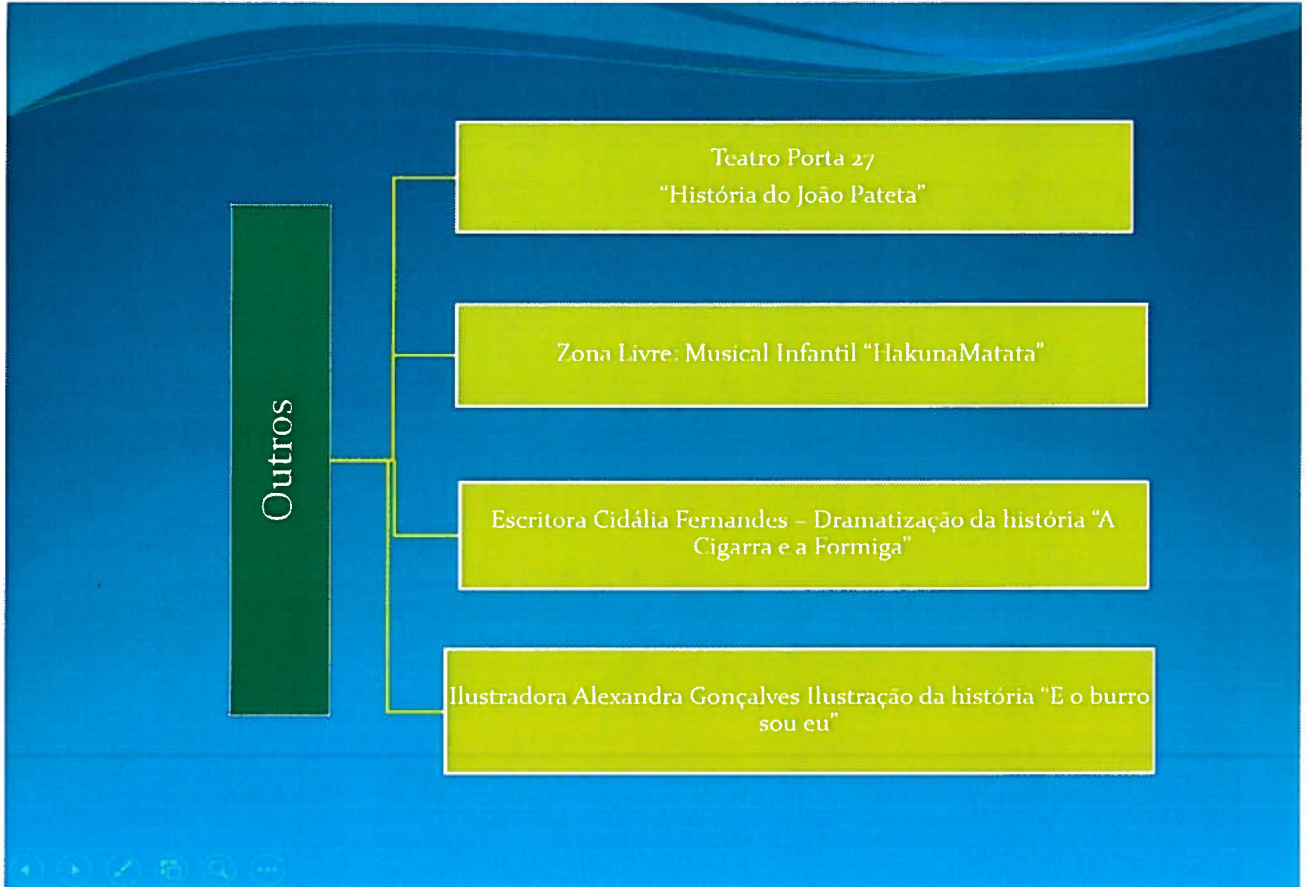 Outros
Teatro Porta 27
“História do João Pateta”
Zona Livre: Musical Infantil “HakunaMatata”
Escritora Cidália Fernandes – Dramatização da história “A
Cigarra e a Formiga”
Ilustradora Alexandra Gonçalves Ilustração da história “E o burro
sou eu”